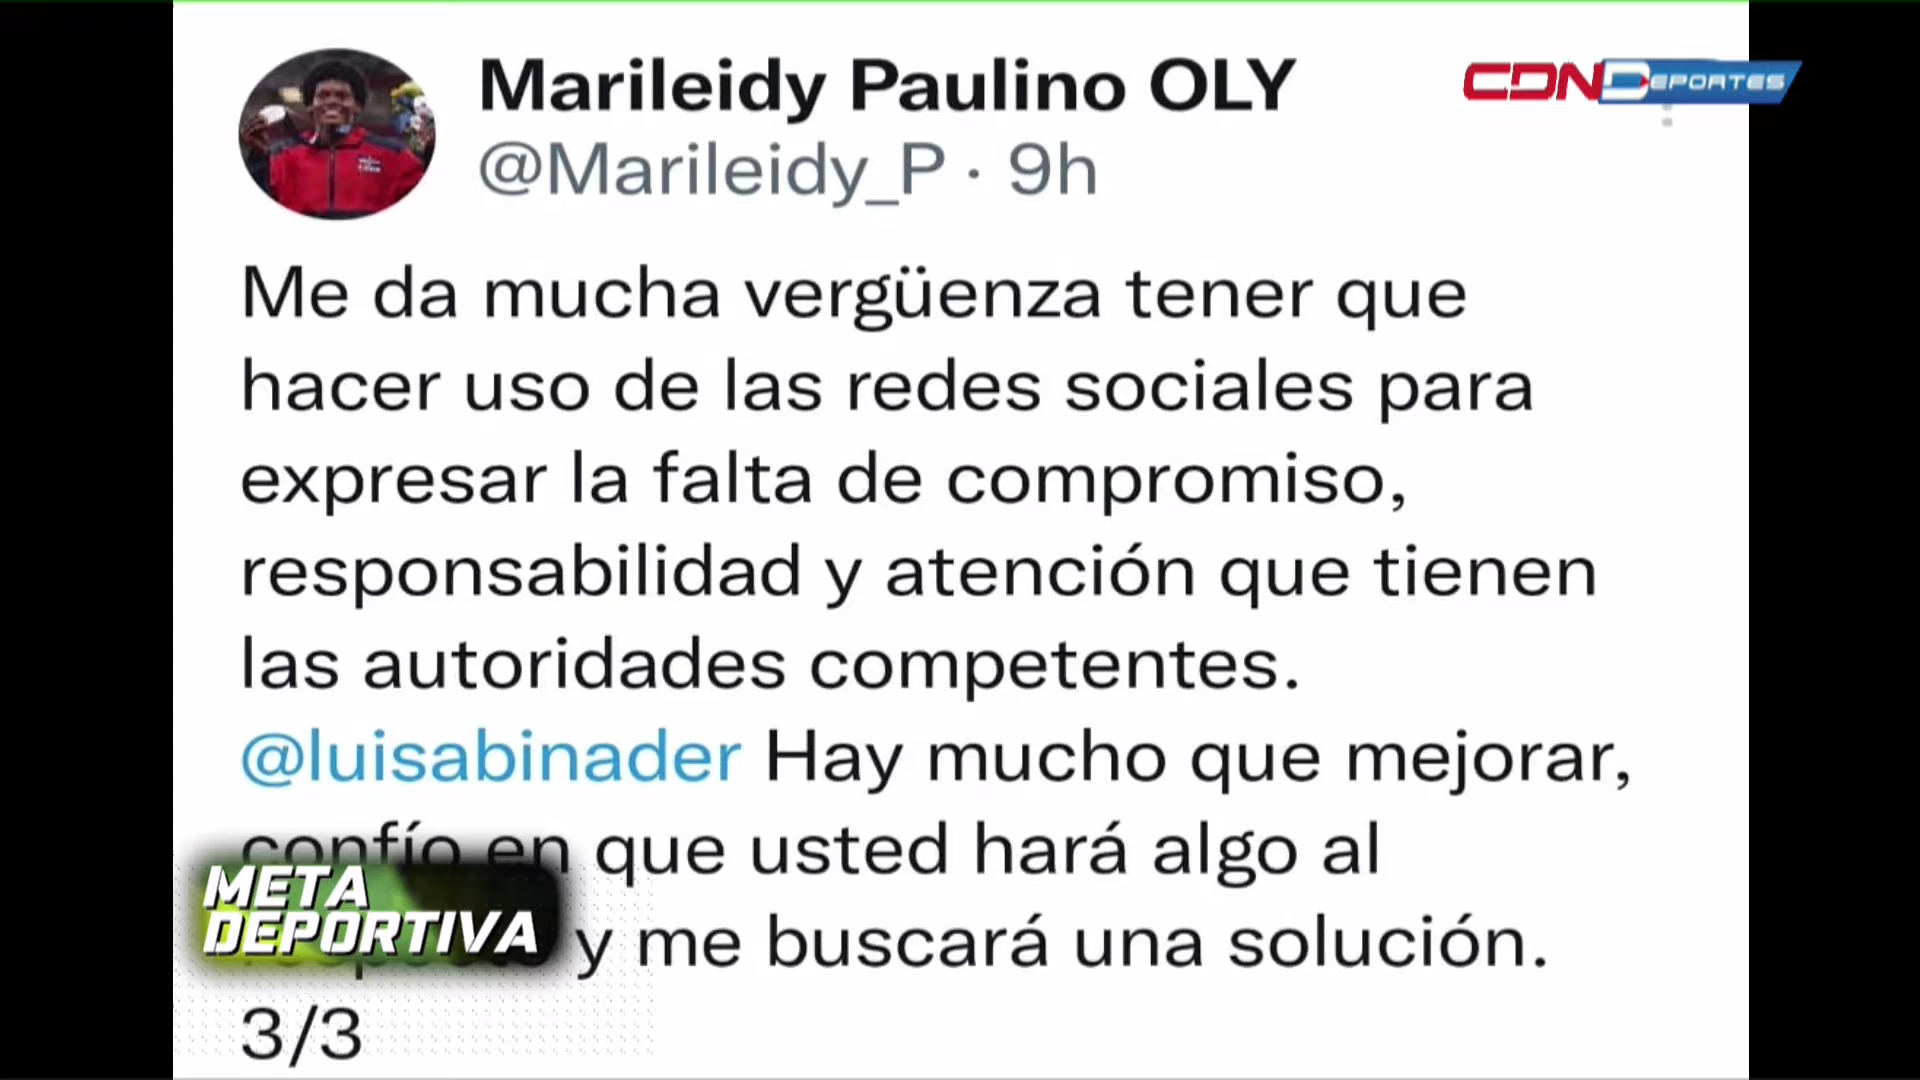 Marileidy Paulino OLY
@Marileidy_P · 9h
CDN DEPORTES
Me da mucha vergüenza tener que
hacer uso de las redes sociales para
expresar la falta de compromiso,
responsabilidad y atención que tienen
las autoridades competentes.
@luisabinader Hay mucho que mejorar,
confío en que usted hará algo al
y me buscará una solución.
META
DEPORTIVA
3/3